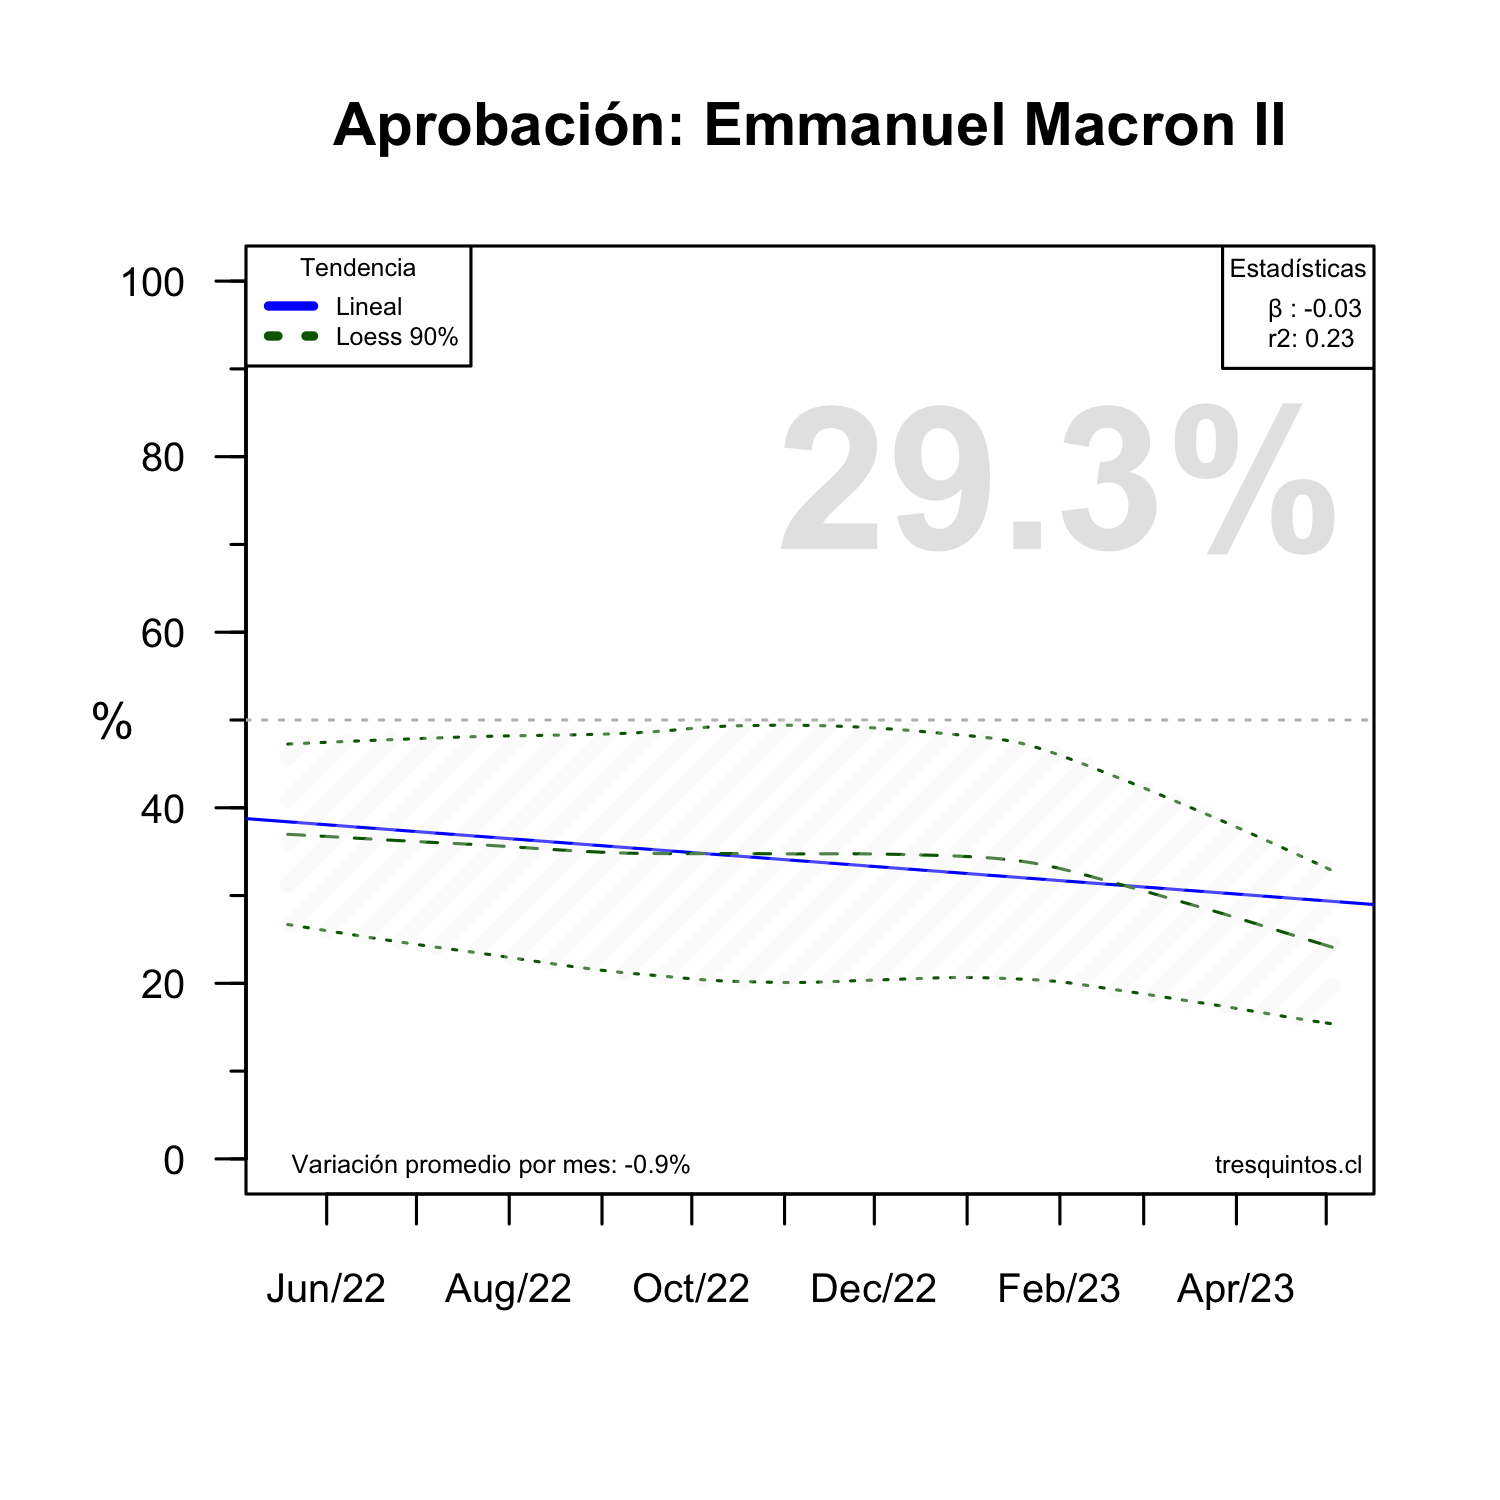 Aprobación: Emmanuel Macron II
Tendencia
Lineal
Loess 90%
Estadísticas
β : -0.03
r2: 0.23
29.3%
100
80
60
40
20
0
%
Variación promedio por mes: -0.9%
tresquintos.cl
Jun/22 Aug/22 Oct/22 Dec/22 Feb/23 Apr/23